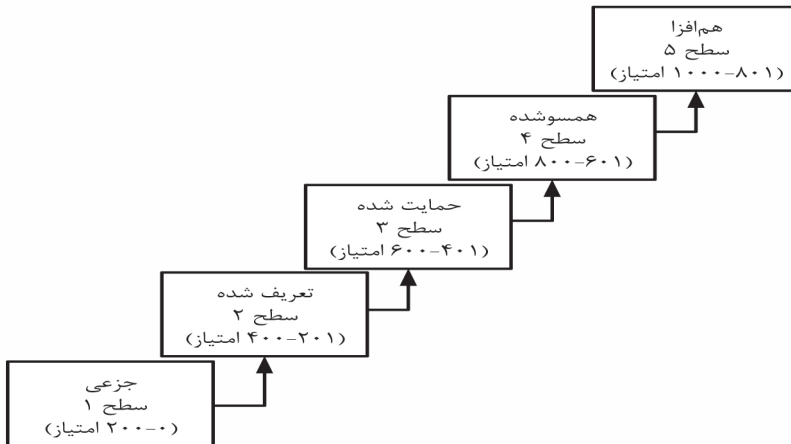 هم‌افزا
سطح ۵
(۱۰۰۰-۸۰۱ امتیاز)
همسوشده
سطح ۴
(۸۰۰-۶۰۱ امتیاز)
حمایت شده
سطح ۳
(۶۰۰-۴۰۱ امتیاز)
تعریف شده
سطح ۲
(۴۰۰-۲۰۱ امتیاز)
جزعی
سطح ۱
(۲۰۰-۰ امتیاز)